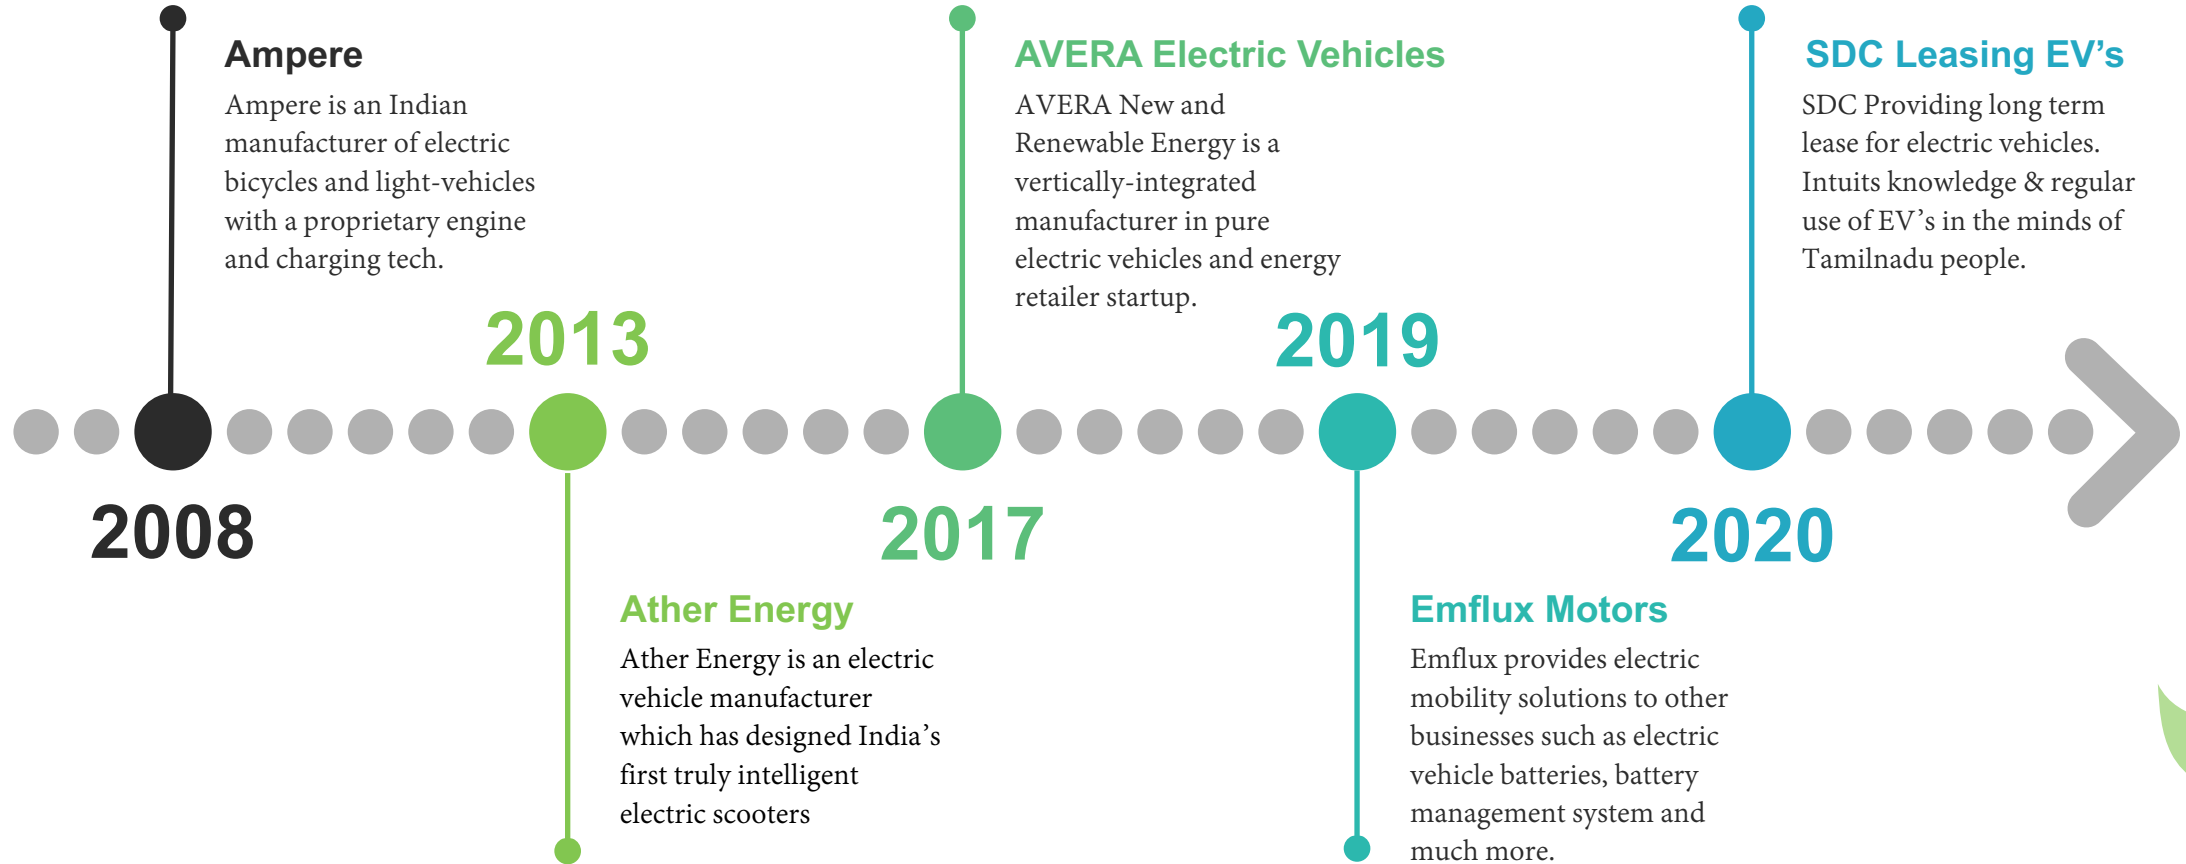 Ampere
Ampere is an Indian
manufacturer of electric
bicycles and light-vehicles
with a proprietary engine
and charging tech.
2008
2013
Ather Energy
Ather Energy is an electric
vehicle manufacturer
which has designed India’s
first truly intelligent
electric scooters
AVERA Electric Vehicles
AVERA New and
Renewable Energy is a
vertically-integrated
manufacturer in pure
electric vehicles and energy
retailer startup.
2017
2019
Emflux Motors
Emflux provides electric
mobility solutions to other
businesses such as electric
vehicle batteries, battery
management system and
much more.
SDC Leasing EV’s
SDC Providing long term
lease for electric vehicles.
Intuits knowledge & regular
use of EV’s in the minds of
Tamilnadu people.
2020